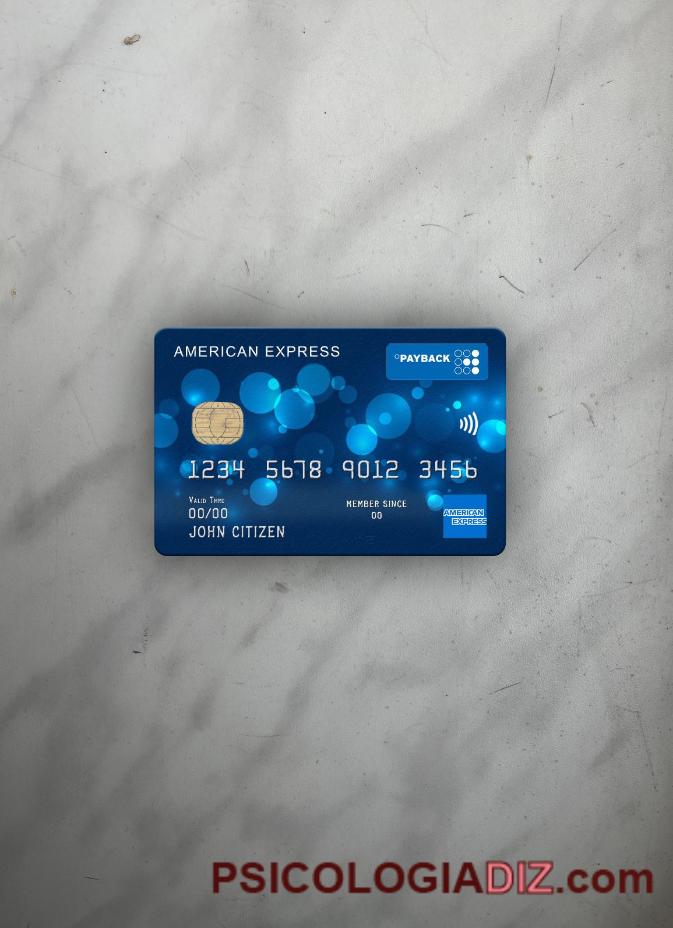 AMERICAN EXPRESS
PAYBACK
1234 5678 9012 3456
VALID THRU
00/00
MEMBER SINCE
00
JOHN CITIZEN
AMERICAN
EXPRESS
PSICOLOGIADIZ.com